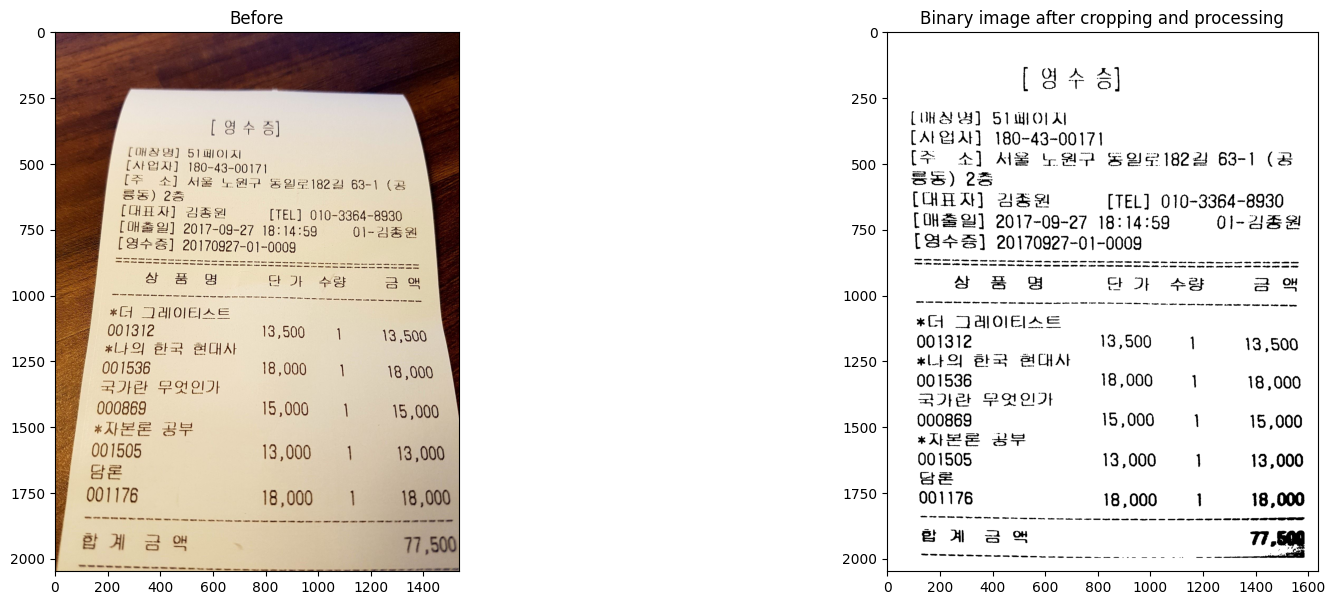 Before
0
250
500
750
1000
1250
1500
1750
2000
0 200 400 600 800 1000 1200 1400
[ 영 수 증]
[매장명] 51페이지
[사업자] 180-43-00171
[주 소] 서울 노원구 동일로182길 63-1 (공
릉동) 2층
[대표자] 김종원 [TEL] 010-3364-8930
[매출일] 2017-09-27 18:14:59 01-김종원
[영수증] 20170927-01-0009
상 품 명 단 가 수량 금 액
*더 그레이티스트
001312 13,500 1 13,500
*나의 한국 현대사
001536 18,000 1 18,000
국가란 무엇인가
000869 15,000 1 15,000
*자본론 공부
001505 13,000 1 13,000
담론
001176 18,000 1 18,000
합 계 금 액 77,500
Binary image after cropping and processing
0
250
500
750
1000
1250
1500
1750
2000
0 200 400 600 800 1000 1200 1400 1600
[ 영 수 증]
[매장명] 51페이지
[사업자] 180-43-00171
[주 소] 서울 노원구 동일로182길 63-1 (공
릉동) 2층
[대표자] 김종원 [TEL] 010-3364-8930
[매출일] 2017-09-27 18:14:59 01-김종원
[영수증] 20170927-01-0009
상 품 명 단 가 수량 금 액
*더 그레이티스트
001312 13,500 1 13,500
*나의 한국 현대사
001536 18,000 1 18,000
국가란 무엇인가
000869 15,000 1 15,000
*자본론 공부
001505 13,000 1 13,000
담론
001176 18,000 1 18,000
합 계 금 액 77,500